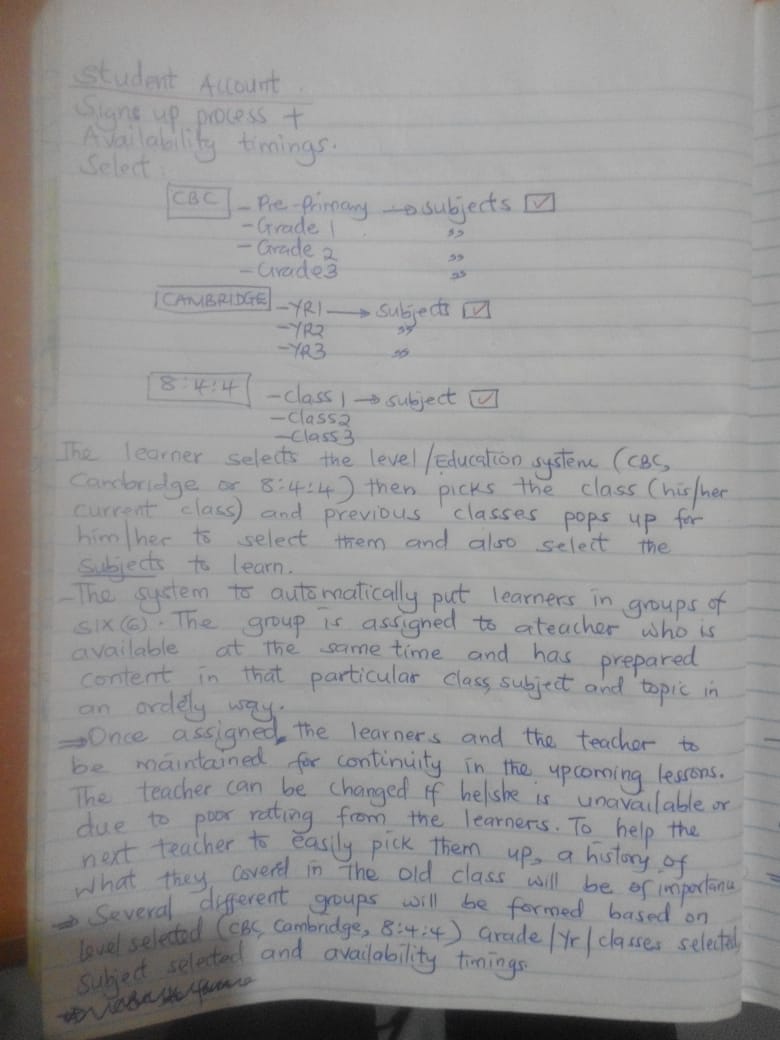 Student Account.
Signs up process +
Availability timings.
Select:
CBC - Pre-Primary → subjects ☑
- Grade 1 "
- Grade 2 "
- Grade 3 "
CAMBRIDGE - YR1 → subjects ☑
- YR2 "
- YR3 "
8:4:4 - class 1 → subject ☑
- Class 2
- Class 3
The learner selects the level/Education system (CBC,
Cambridge or 8:4:4) then picks the class (his/her
current class) and previous classes pops up for
him/her to select them and also select the
subjects to learn.
- The system to automatically put learners in groups of
six (6). The group is assigned to a teacher who is
available at the same time and has prepared
content in that particular class, subject and topic in
an ordely way.
⇒ Once assigned, the learners and the teacher to
be maintained for continuity in the upcoming lessons.
The teacher can be changed if he/she is unavailable or
due to poor rating from the learners. To help the
next teacher to easily pick them up, a history of
what they coverd in the old class will be of importance
⇒ Several different groups will be formed based on
level selected (CBC, Cambridge, 8:4:4) Grade/Yr/classes selected,
subject selected and availability timings.